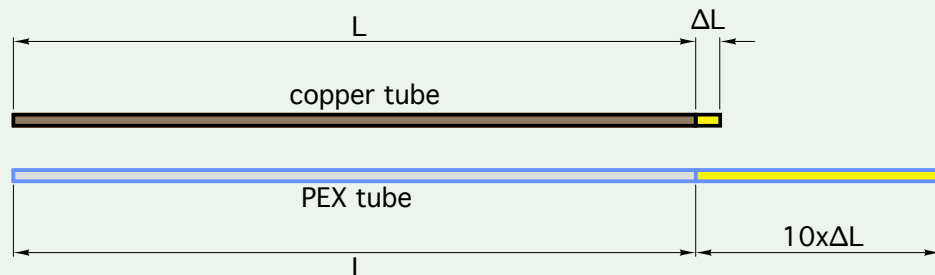 L
ΔL
copper tube
PEX tube
10xΔL
L